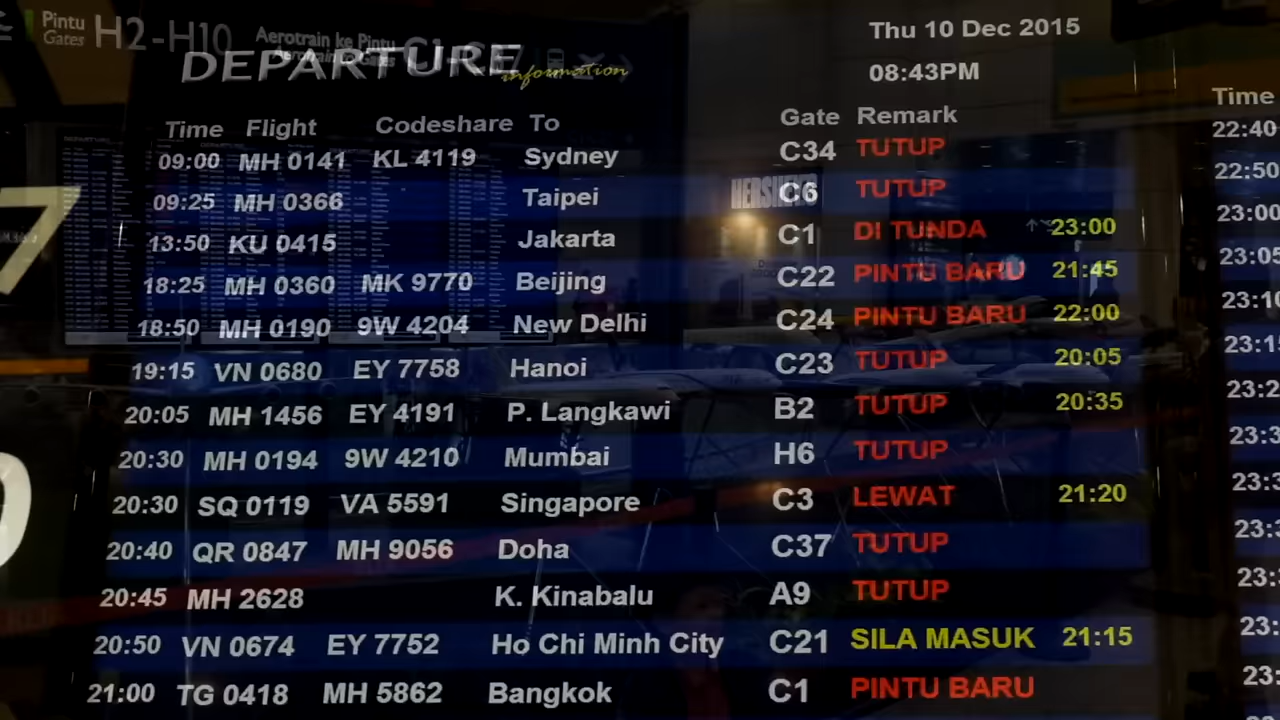 Pintu
Gates H2-H10 Aerotrain ke Pintu
Aerotrain to Gates
DEPARTURE information
Thu 10 Dec 2015
08:43PM
Time Flight Codeshare To Gate Remark
09:00 MH 0141 KL 4119 Sydney C34 TUTUP
09:25 MH 0366 Taipei C6 TUTUP
13:50 KU 0415 Jakarta C1 DI TUNDA 23:00
18:25 MH 0360 MK 9770 Beijing C22 PINTU BARU 21:45
18:50 MH 0190 9W 4204 New Delhi C24 PINTU BARU 22:00
19:15 VN 0680 EY 7758 Hanoi C23 TUTUP 20:05
20:05 MH 1456 EY 4191 P. Langkawi B2 TUTUP 20:35
20:30 MH 0194 9W 4210 Mumbai H6 TUTUP
20:30 SQ 0119 VA 5591 Singapore C3 LEWAT 21:20
20:40 QR 0847 MH 9056 Doha C37 TUTUP
20:45 MH 2628 K. Kinabalu A9 TUTUP
20:50 VN 0674 EY 7752 Ho Chi Minh City C21 SILA MASUK 21:15
21:00 TG 0418 MH 5862 Bangkok C1 PINTU BARU
HERSHEY'S
7
Time
22:40
22:50
23:00
23:05